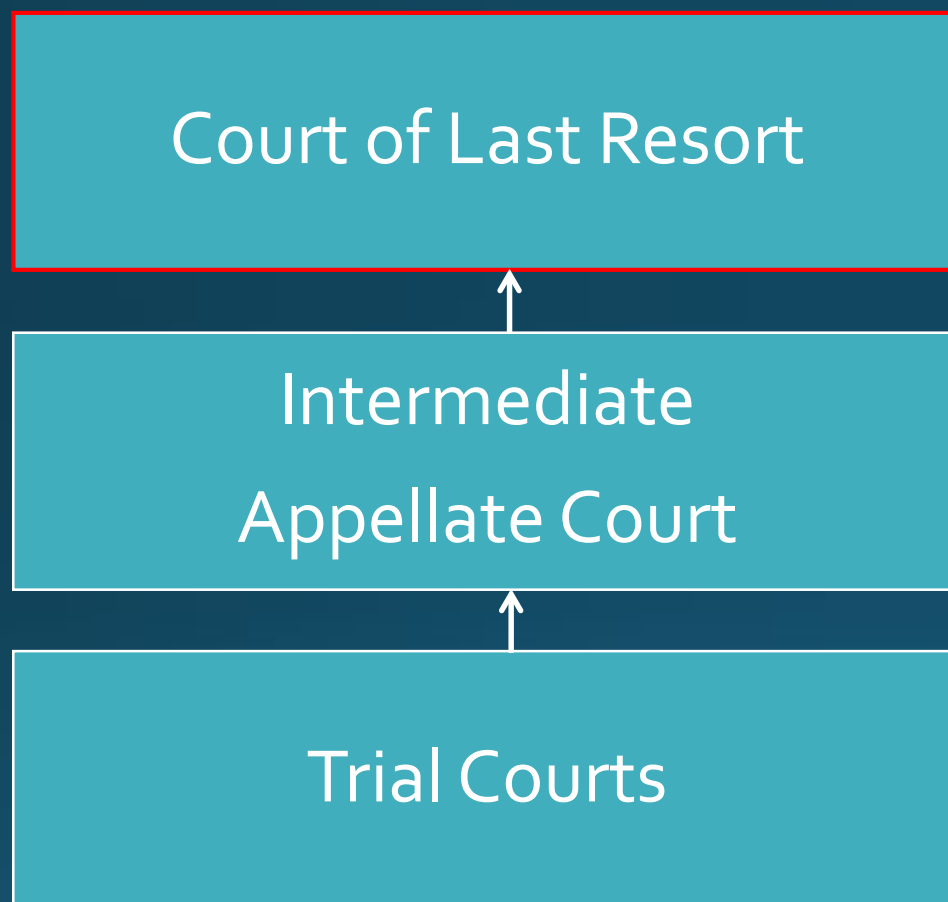 Court of Last Resort
Intermediate
Appellate Court
Trial Courts